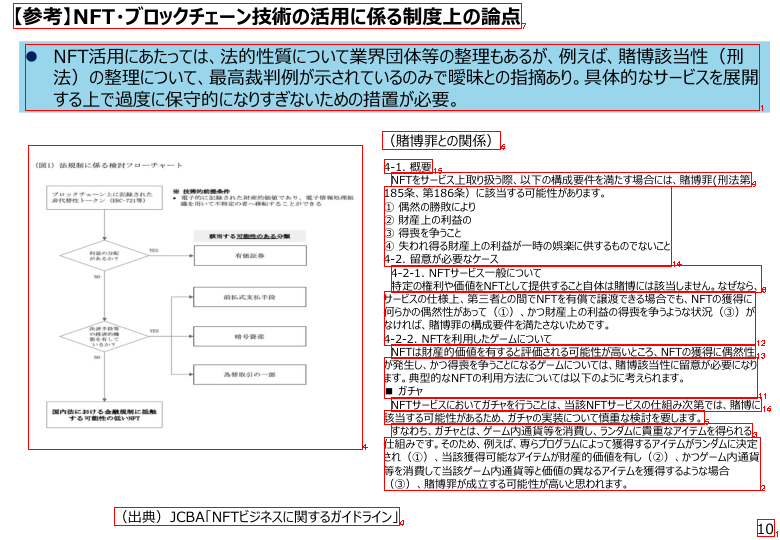 【参考】NFT・ブロックチェーン技術の活用に係る制度上の論点
● NFT活用にあたっては、法的性質について業界団体等の整理もあるが、例えば、賭博該当性（刑
法）の整理について、最高裁判例が示されているのみで曖昧との指摘あり。具体的なサービスを展開
する上で過度に保守的になりすぎないための措置が必要。
（図1）法規制に係る検討フローチャート
ブロックチェーン上に記録された
非代替性トークン（ERC-721等）
※ 技術的前提条件
• 電子的に記録された財産的価値であり、電子情報処理組
織を用いて不特定の者へ移転することができる
該当する可能性のある分類
利益の分配
があるか？
YES
有価証券
NO
前払式支払手段
決済手段等
の経済的機
能を有して
いるか？
YES
暗号資産
為替取引の一部
NO
国内法における金融規制に抵触
する可能性の低いNFT
（賭博罪との関係）
4-1. 概要
NFTをサービス上取り扱う際、以下の構成要件を満たす場合には、賭博罪(刑法第
185条、第186条）に該当する可能性があります。
① 偶然の勝敗により
② 財産上の利益の
③ 得喪を争うこと
④ 失われ得る財産上の利益が一時の娯楽に供するものでないこと
4-2. 留意が必要なケース
4-2-1. NFTサービス一般について
特定の権利や価値をNFTとして提供すること自体は賭博には該当しません。なぜなら、
サービスの仕様上、第三者との間でNFTを有償で譲渡できる場合でも、NFTの獲得に
何らかの偶然性があって（①）、かつ財産上の利益の得喪を争うような状況（③）が
なければ、賭博罪の構成要件を満たさないためです。
4-2-2. NFTを利用したゲームについて
NFTは財産的価値を有すると評価される可能性が高いところ、NFTの獲得に偶然性
が発生し、かつ得喪を争うことになるゲームについては、賭博該当性に留意が必要になり
ます。典型的なNFTの利用方法については以下のように考えられます。
■ ガチャ
NFTサービスにおいてガチャを行うことは、当該NFTサービスの仕組み次第では、賭博に
該当する可能性があるため、ガチャの実装について慎重な検討を要します。
すなわち、ガチャとは、ゲーム内通貨等を消費し、ランダムに貴重なアイテムを得られる
仕組みです。そのため、例えば、専らプログラムによって獲得するアイテムがランダムに決定
され（①）、当該獲得可能なアイテムが財産的価値を有し（②）、かつゲーム内通貨
等を消費して当該ゲーム内通貨等と価値の異なるアイテムを獲得するような場合
（③）、賭博罪が成立する可能性が高いと思われます。
（出典）JCBA「NFTビジネスに関するガイドライン」
10